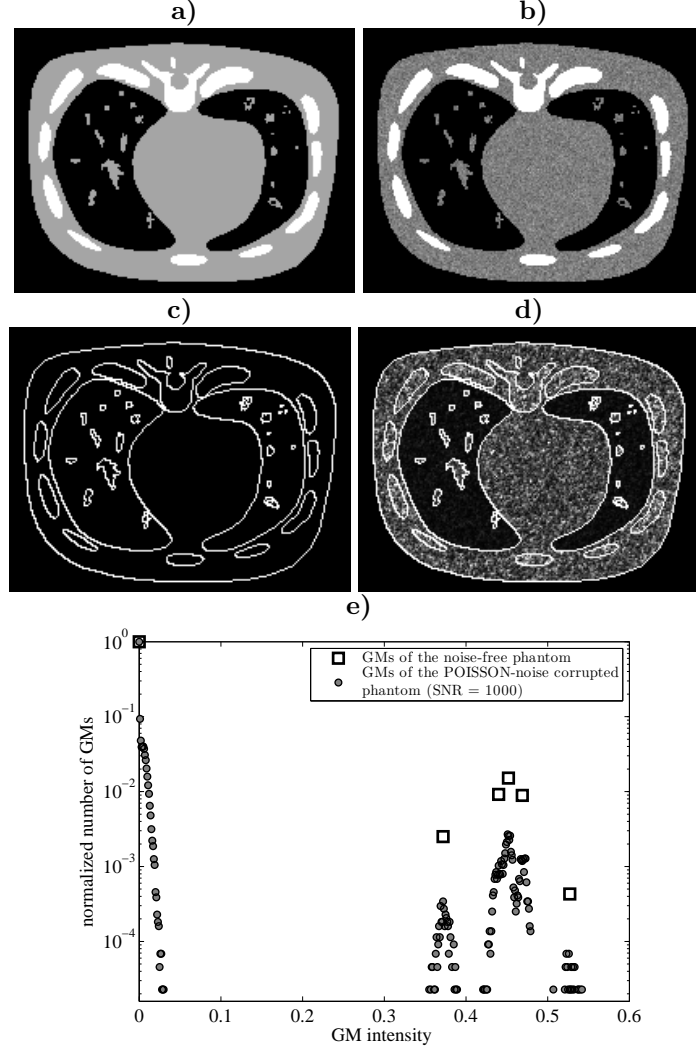 a)
b)
c)
d)
e)
10^0
10^-1
10^-2
10^-3
10^-4
normalized number of GMs
GMs of the noise-free phantom
GMs of the POISSON-noise corrupted
phantom (SNR = 1000)
0 0.1 0.2 0.3 0.4 0.5 0.6
GM intensity